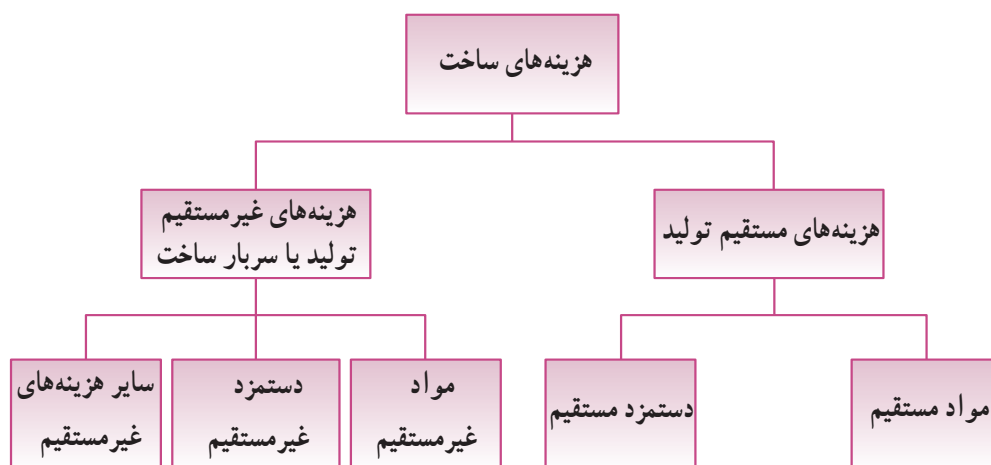 هزینه‌های ساخت
هزینه‌های مستقیم تولید
هزینه‌های غیرمستقیم
تولید یا سربار ساخت
مواد مستقیم
دستمزد مستقیم
مواد
غیرمستقیم
دستمزد
غیرمستقیم
سایر هزینه‌های
غیرمستقیم